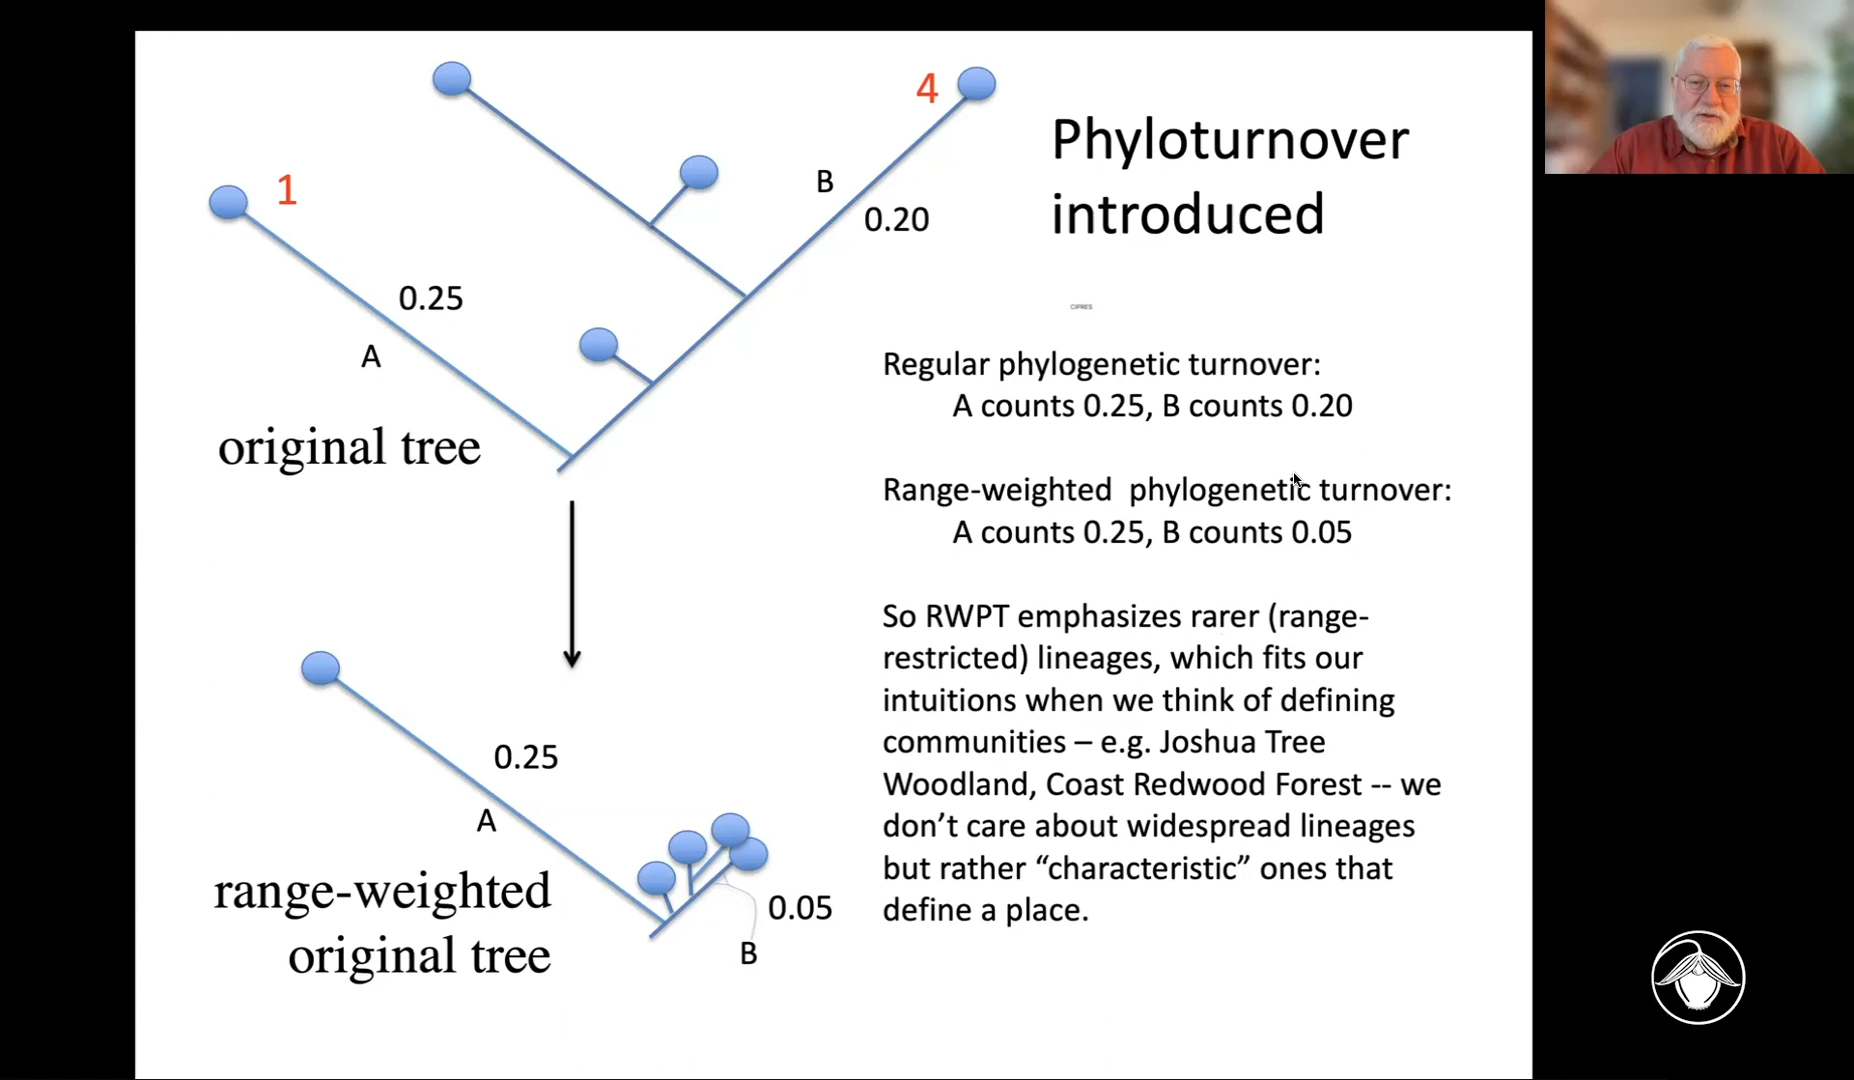 Phyloturnover
introduced
1
4
B
0.20
0.25
A
original tree
CIPRES
Regular phylogenetic turnover:
A counts 0.25, B counts 0.20
Range-weighted phylogenetic turnover:
A counts 0.25, B counts 0.05
So RWPT emphasizes rarer (range-
restricted) lineages, which fits our
intuitions when we think of defining
communities – e.g. Joshua Tree
Woodland, Coast Redwood Forest -- we
don’t care about widespread lineages
but rather “characteristic” ones that
define a place.
0.25
A
range-weighted
original tree
0.05
B